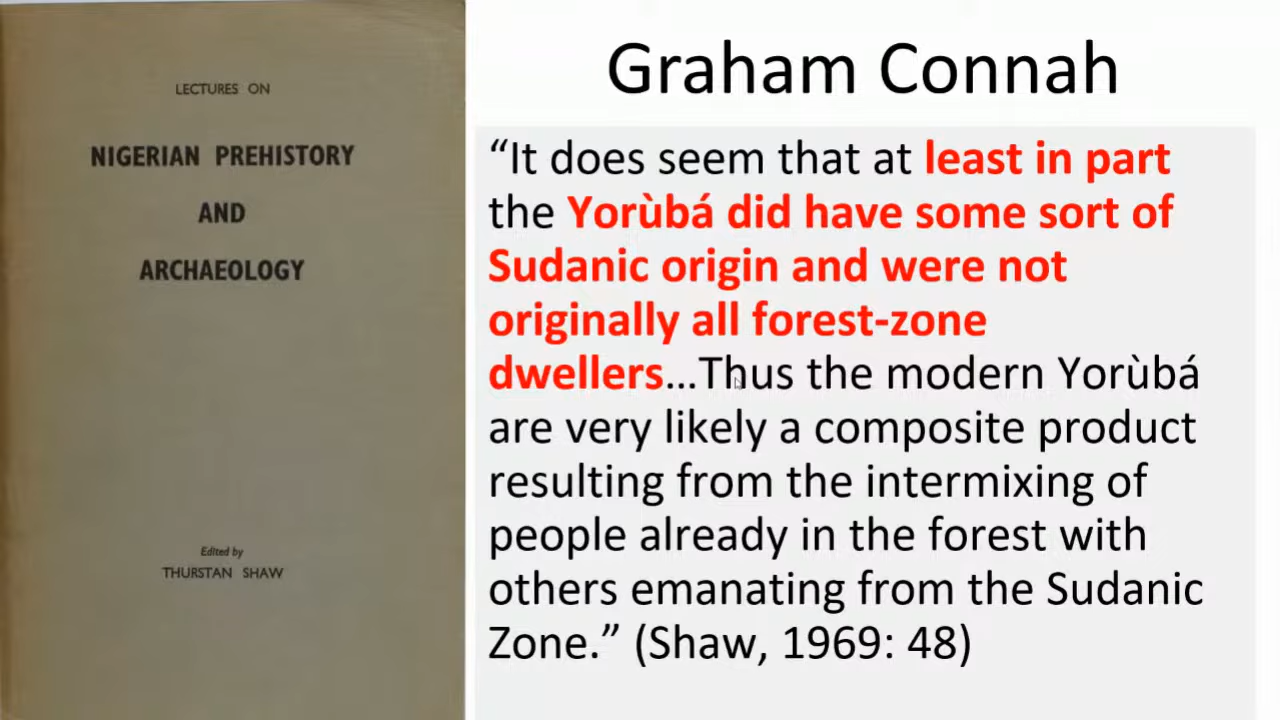 LECTURES ON
NIGERIAN PREHISTORY
AND
ARCHAEOLOGY
Edited by
THURSTAN SHAW
Graham Connah
“It does seem that at least in part
the Yorùbá did have some sort of
Sudanic origin and were not
originally all forest-zone
dwellers…Thus the modern Yorùbá
are very likely a composite product
resulting from the intermixing of
people already in the forest with
others emanating from the Sudanic
Zone.” (Shaw, 1969: 48)